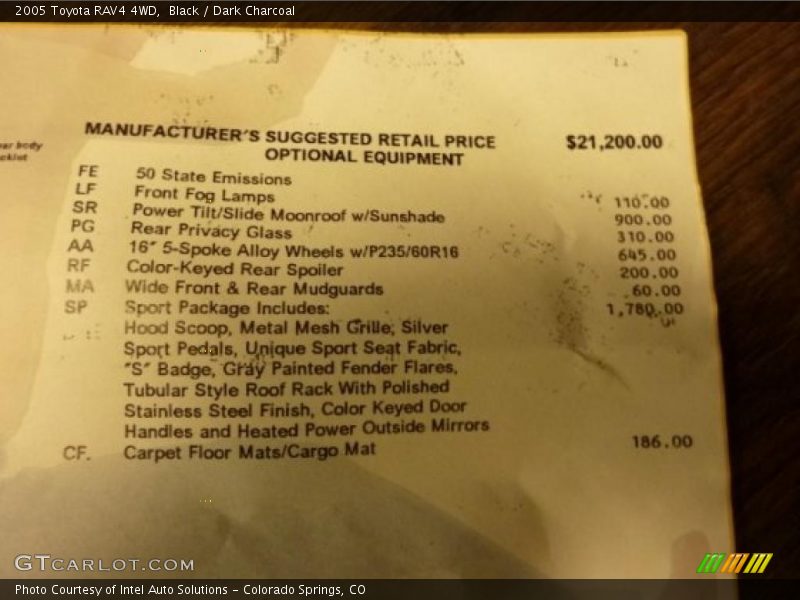 2005 Toyota RAV4 4WD, Black / Dark Charcoal
MANUFACTURER'S SUGGESTED RETAIL PRICE $21,200.00
OPTIONAL EQUIPMENT
body
FE 50 State Emissions
LF Front Fog Lamps 110.00
SR Power Tilt/Slide Moonroof w/Sunshade 900.00
PG Rear Privacy Glass 310.00
AA 16" 5-Spoke Alloy Wheels w/P235/60R16 645.00
RF Color-Keyed Rear Spoiler 200.00
MA Wide Front & Rear Mudguards 60.00
SP Sport Package Includes: 1,780.00
Hood Scoop, Metal Mesh Grille, Silver
Sport Pedals, Unique Sport Seat Fabric,
"S" Badge, Gray Painted Fender Flares,
Tubular Style Roof Rack With Polished
Stainless Steel Finish, Color Keyed Door
Handles and Heated Power Outside Mirrors
CF. Carpet Floor Mats/Cargo Mat 186.00
GTCARLOT.COM
Photo Courtesy of Intel Auto Solutions - Colorado Springs, CO